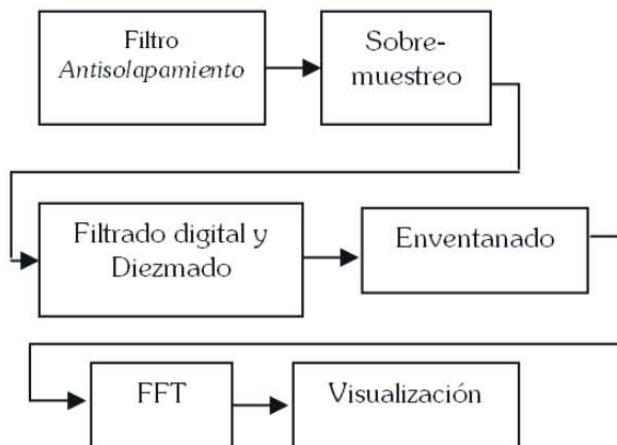 Filtro
Antisolapamiento
Sobre-
muestreo
Filtrado digital y
Diezmado
Enventanado
FFT
Visualización